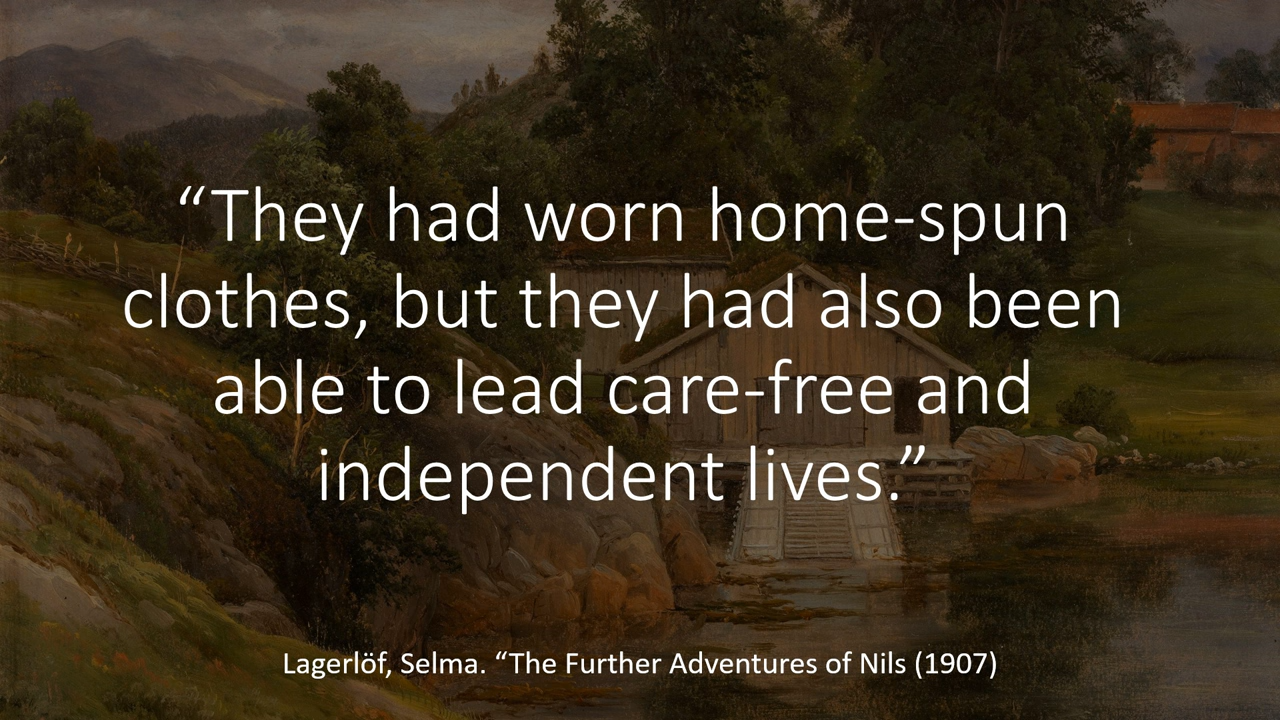 “They had worn home-spun
clothes, but they had also been
able to lead care-free and
independent lives.”
Lagerlöf, Selma. “The Further Adventures of Nils (1907)